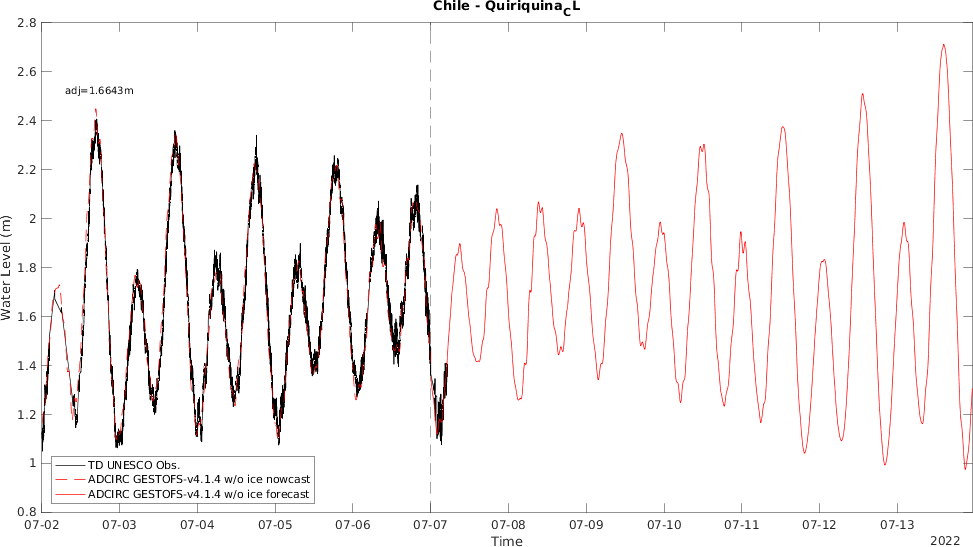 Chile - Quiriquina_CL
2.8
2.6
2.4
2.2
2
1.8
1.6
1.4
1.2
1
0.8
Water Level (m)
adj=1.6643m
TD UNESCO Obs.
ADCIRC GESTOFS-v4.1.4 w/o ice nowcast
ADCIRC GESTOFS-v4.1.4 w/o ice forecast
07-02 07-03 07-04 07-05 07-06 07-07 07-08 07-09 07-10 07-11 07-12 07-13
Time
2022